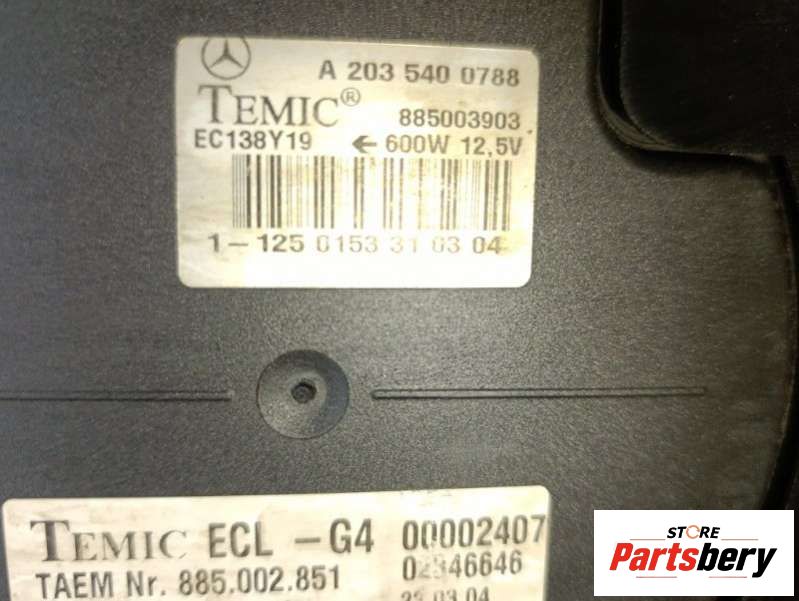 A 203 540 0788
TEMIC®
885003903
EC138Y19 ← 600W 12,5V
1-125 0153 310304
TEMIC ECL -G4 00002407
TAEM Nr. 885.002.851 02346646
03.04
STORE
Partsbery